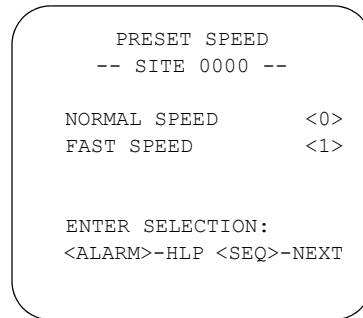 PRESET SPEED
-- SITE 0000 --
NORMAL SPEED <0>
FAST SPEED <1>
ENTER SELECTION:
<ALARM>-HLP <SEQ>-NEXT